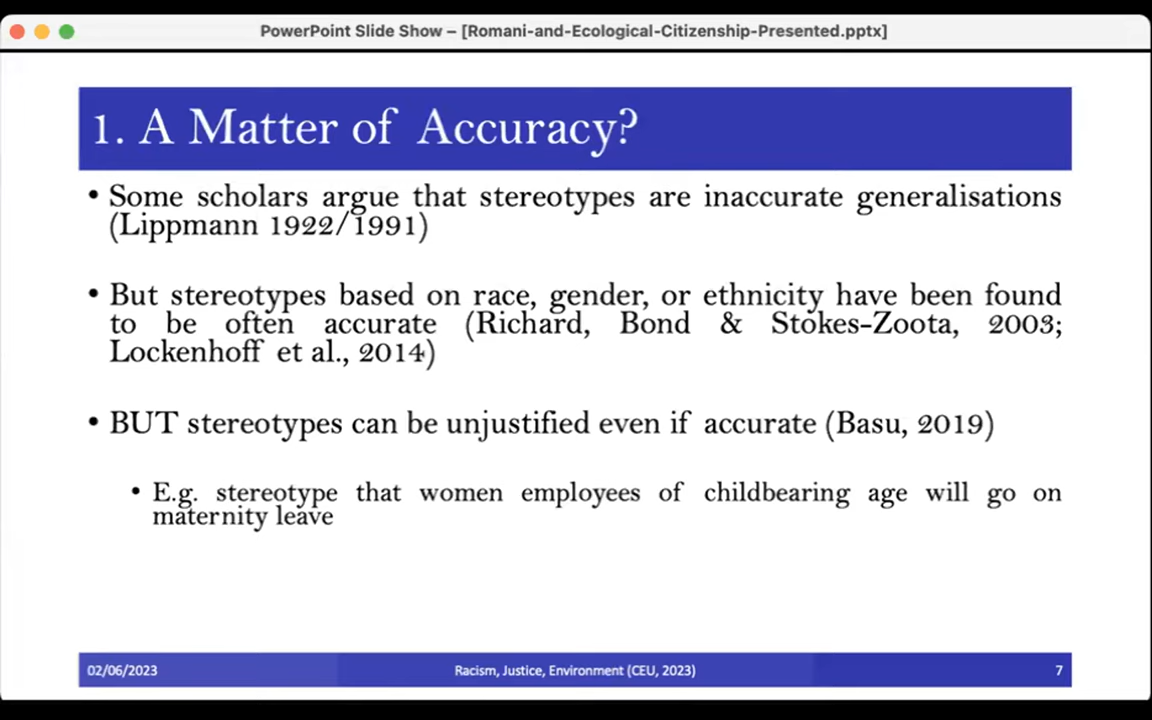 PowerPoint Slide Show – [Romani-and-Ecological-Citizenship-Presented.pptx]
1. A Matter of Accuracy?
• Some scholars argue that stereotypes are inaccurate generalisations
(Lippmann 1922/1991)
• But stereotypes based on race, gender, or ethnicity have been found
to be often accurate (Richard, Bond & Stokes-Zoota, 2003;
Lockenhoff et al., 2014)
• BUT stereotypes can be unjustified even if accurate (Basu, 2019)
• E.g. stereotype that women employees of childbearing age will go on
maternity leave
02/06/2023 Racism, Justice, Environment (CEU, 2023) 7